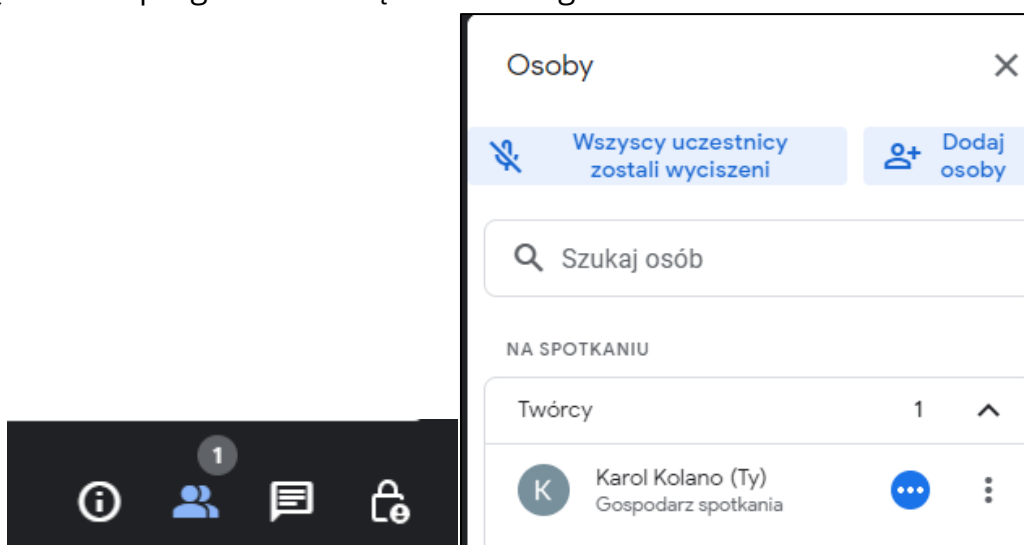 Osoby
Wszyscy uczestnicy
zostali wyciszeni
Dodaj
osoby
Szukaj osób
NA SPOTKANIU
Twórcy 1
K Karol Kolano (Ty)
Gospodarz spotkania
1